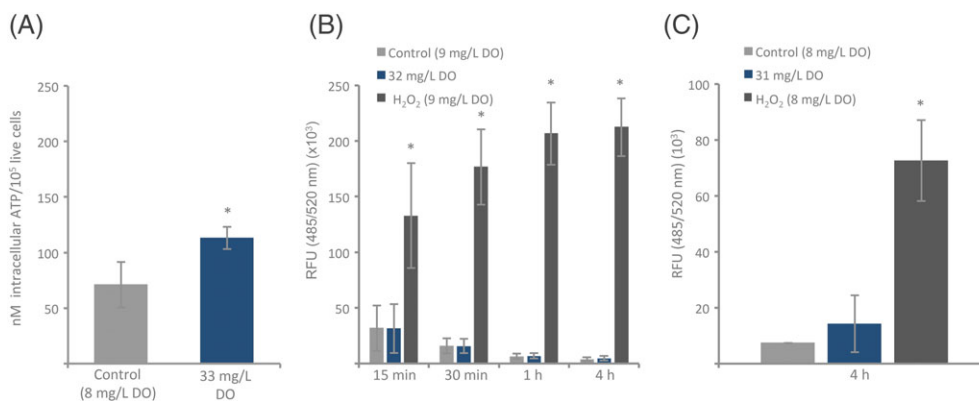 (A)
nM intracellular ATP/10⁵ live cells
250
200
150
100
50
*
Control
(8 mg/L DO)
33 mg/L
DO
(B)
Control (9 mg/L DO)
32 mg/L DO
H₂O₂ (9 mg/L DO)
RFU (485/520 nm) (x10³)
250
200
150
100
50
*
*
*
*
15 min
30 min
1 h
4 h
(C)
Control (8 mg/L DO)
31 mg/L DO
H₂O₂ (8 mg/L DO)
RFU (485/520 nm) (10³)
100
80
60
40
20
*
4 h